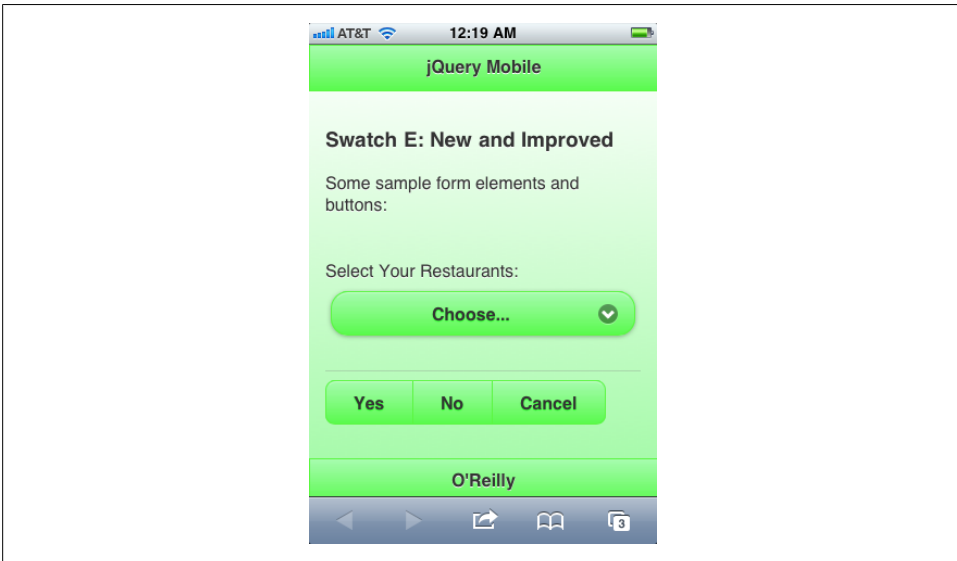 AT&T 12:19 AM
jQuery Mobile
Swatch E: New and Improved
Some sample form elements and
buttons:
Select Your Restaurants:
Choose...
Yes No Cancel
O'Reilly
3